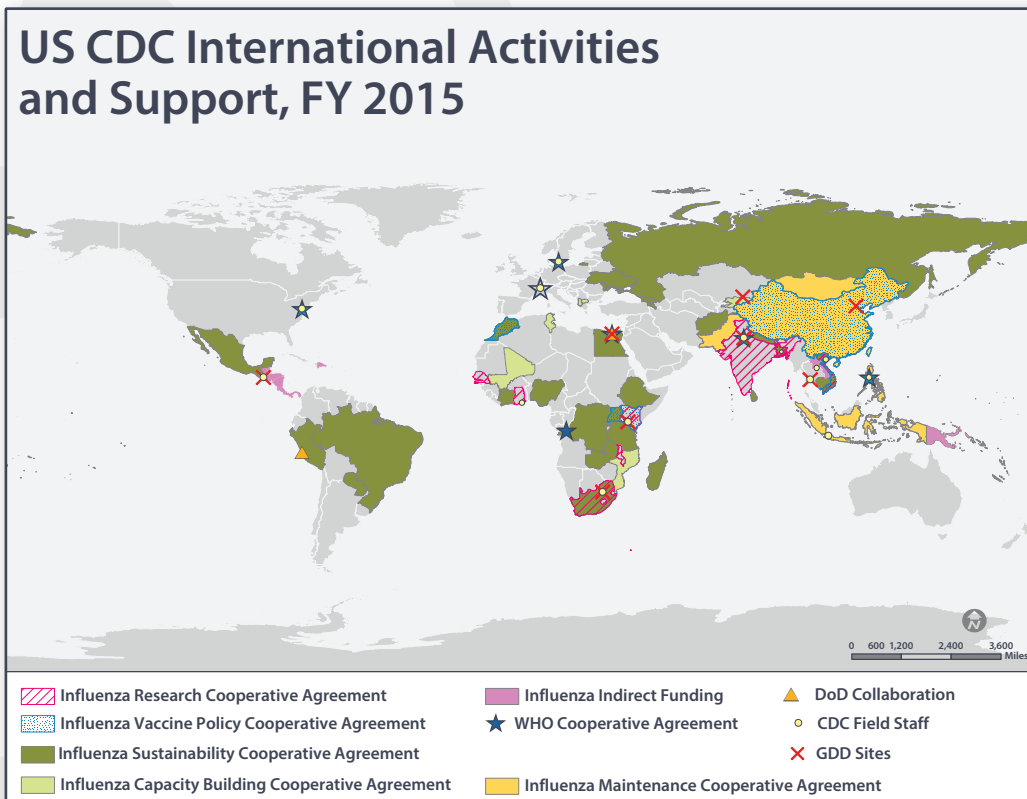 US CDC International Activities
and Support, FY 2015
N
0 600 1,200 2,400 3,600
Miles
Influenza Research Cooperative Agreement
Influenza Vaccine Policy Cooperative Agreement
Influenza Sustainability Cooperative Agreement
Influenza Capacity Building Cooperative Agreement
Influenza Indirect Funding
WHO Cooperative Agreement
Influenza Maintenance Cooperative Agreement
DoD Collaboration
CDC Field Staff
GDD Sites